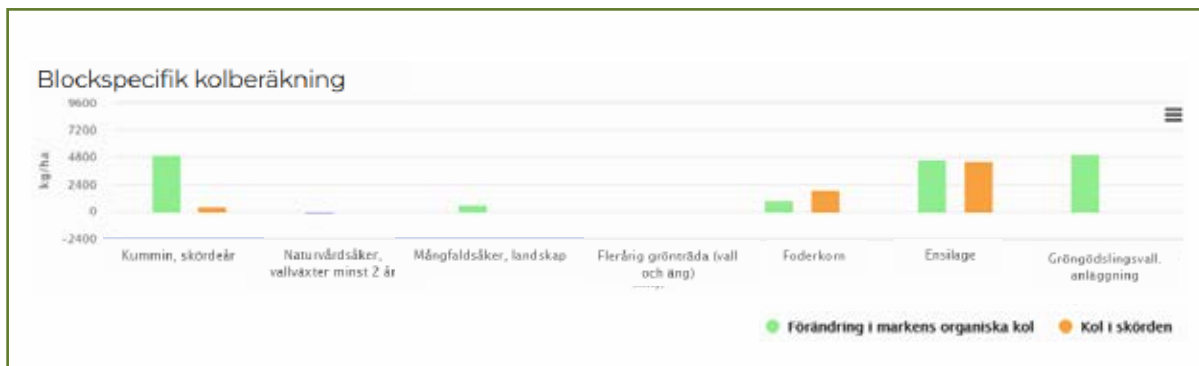 Blockspecifik kolberäkning
9600
7200
4800
2400
0
-2400
kg/ha
Kummin, skördeår
Naturvårdsåker,
vallväxter minst 2 år
Mångfaldsåker, landskap
Flerårig grönträda (vall
och äng)
Foderkorn
Ensilage
Gröngödslingsvall.
anläggning
Förändring i markens organiska kol
Kol i skörden